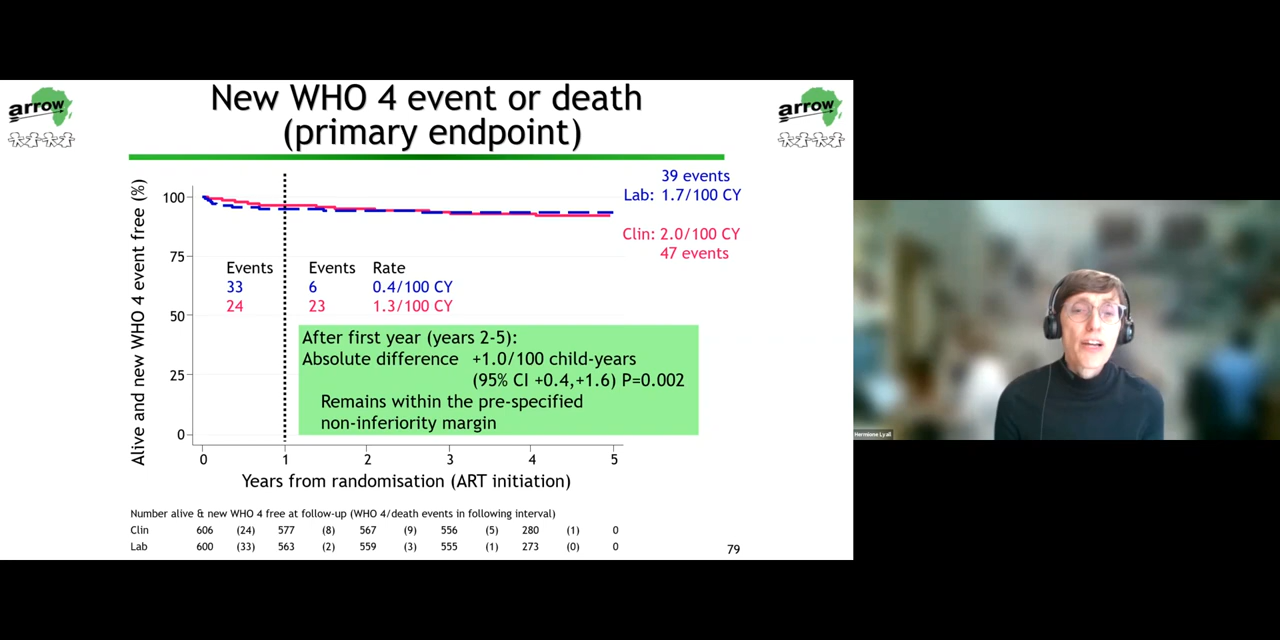 arrow
New WHO 4 event or death
(primary endpoint)
arrow
39 events
Lab: 1.7/100 CY
Clin: 2.0/100 CY
47 events
Alive and new WHO 4 event free (%)
100
75
50
25
0
Events
33
24
Events Rate
6 0.4/100 CY
23 1.3/100 CY
After first year (years 2-5):
Absolute difference +1.0/100 child-years
(95% CI +0.4,+1.6) P=0.002
Remains within the pre-specified
non-inferiority margin
0 1 2 3 4 5
Years from randomisation (ART initiation)
Number alive & new WHO 4 free at follow-up (WHO 4/death events in following interval)
Clin 606 (24) 577 (8) 567 (9) 556 (5) 280 (1) 0
Lab 600 (33) 563 (2) 559 (3) 555 (1) 273 (0) 0
79
Hermione Lyall